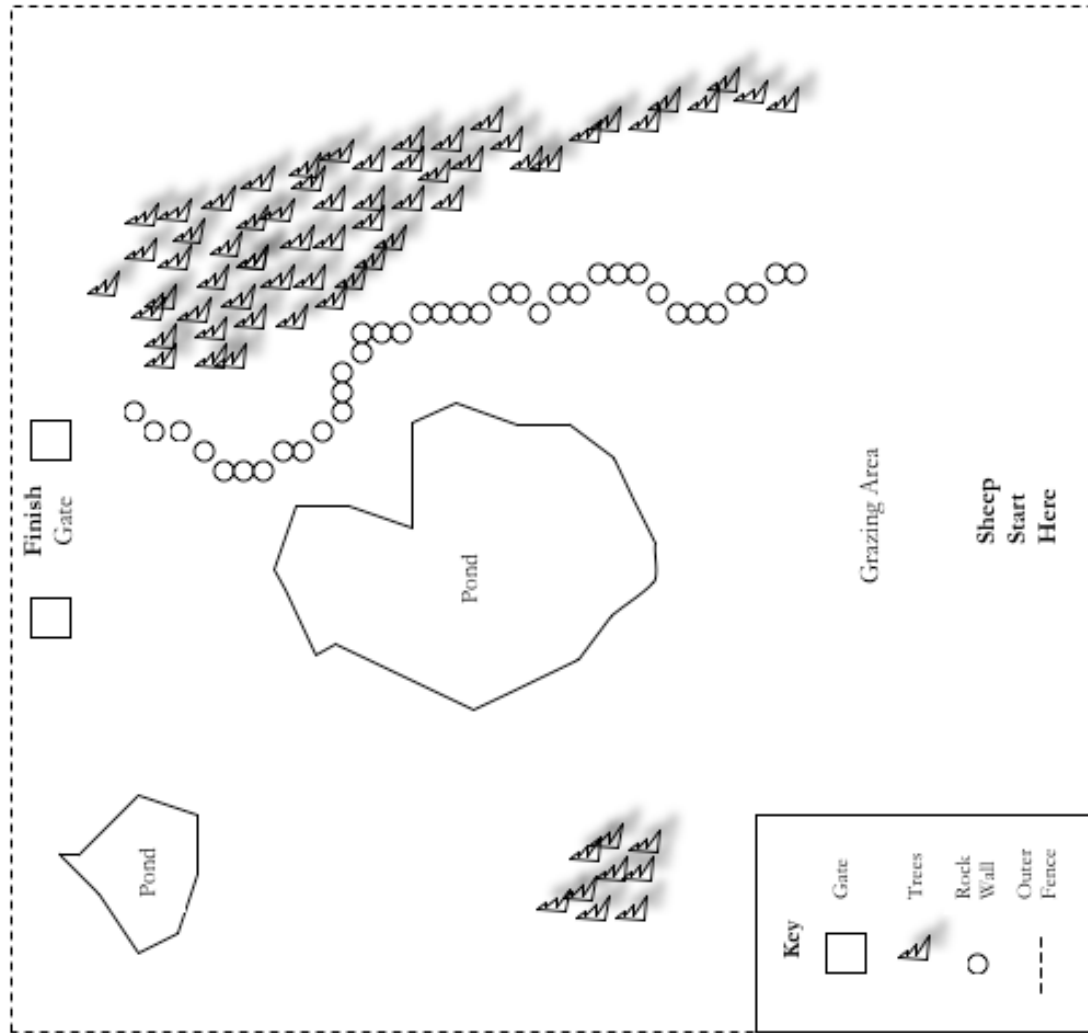 Finish
Gate
Pond
Pond
Grazing Area
Sheep
Start
Here
Key
Gate
Trees
Rock
Wall
Outer
Fence